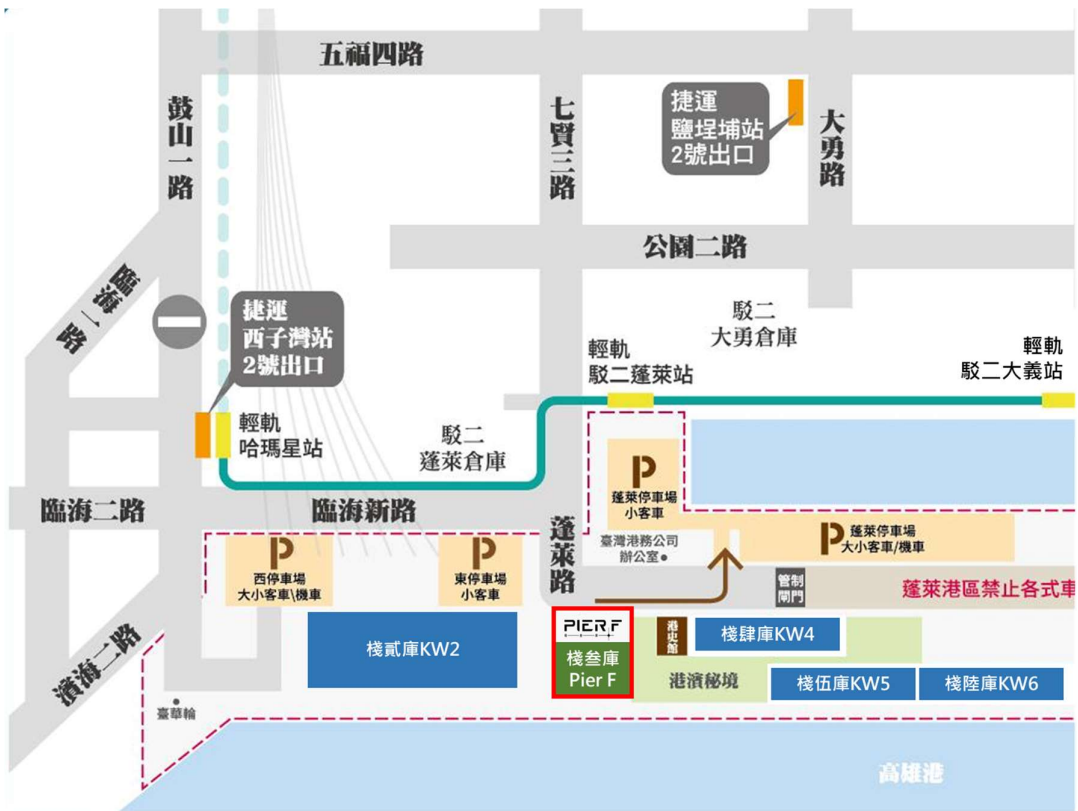 五福四路
鼓山一路
七賢三路
捷運
鹽埕埔站
2號出口
大勇路
公園二路
臨海一路
捷運
西子灣站
2號出口
駁二
大勇倉庫
輕軌
駁二蓬萊站
輕軌
駁二大義站
輕軌
哈瑪星站
駁二
蓬萊倉庫
臨海二路
臨海新路
蓬萊路
P
蓬萊停車場
小客車
P
蓬萊停車場
大小客車/機車
臺灣港務公司
辦公室
P
西停車場
大小客車\機車
P
東停車場
小客車
管制
閘門
蓬萊港區禁止各式車
濱海二路
棧貳庫KW2
PIER F
棧叁庫
Pier F
港史館
棧肆庫KW4
港濱秘境
棧伍庫KW5
棧陸庫KW6
臺華輪
高雄港